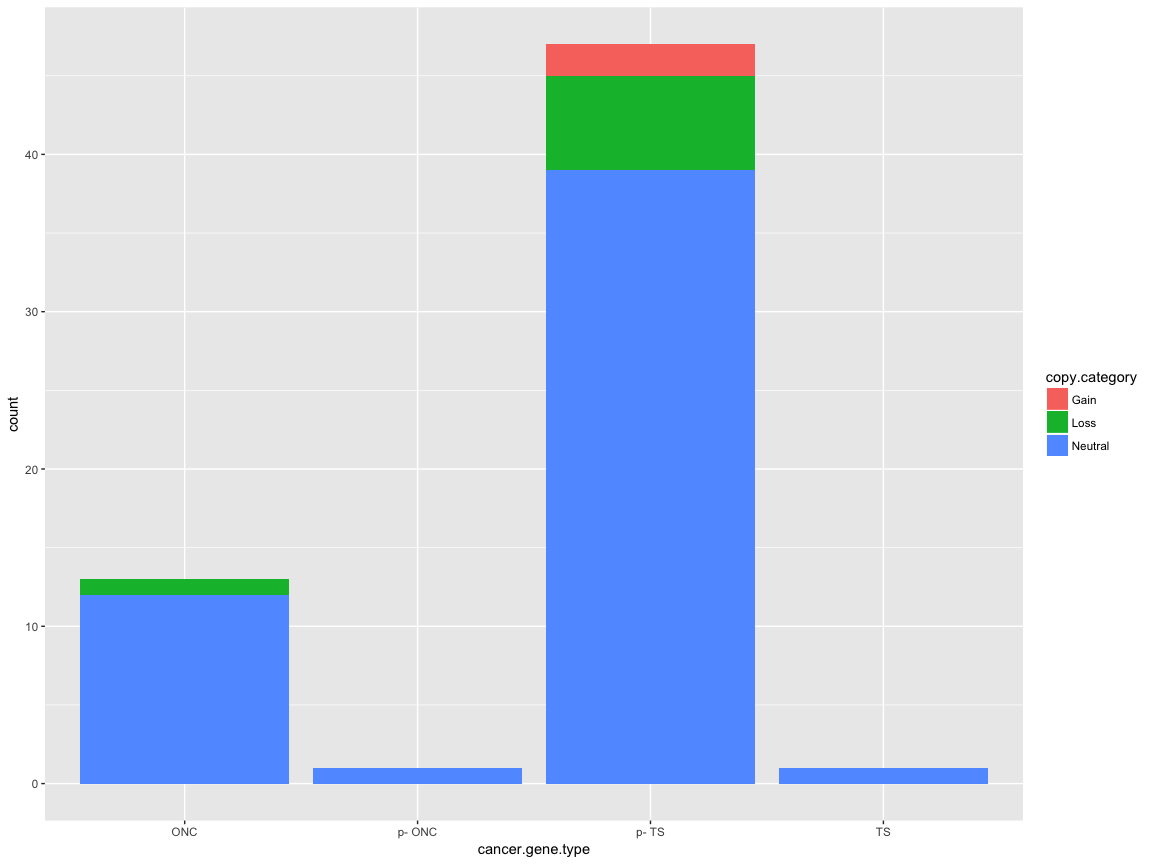 count
40
30
20
10
0
ONC
p- ONC
p- TS
TS
cancer.gene.type
copy.category
Gain
Loss
Neutral